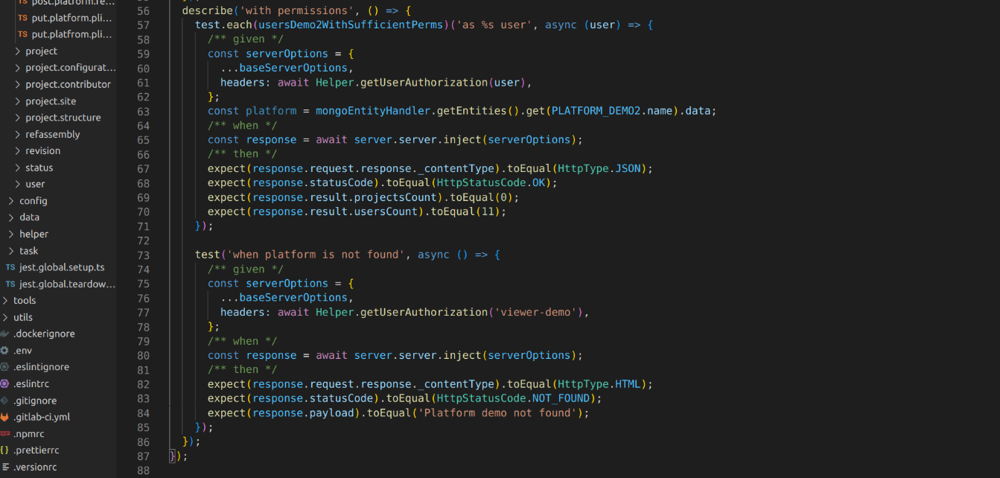 post.platform.re...
put.platform.pli...
put.platfrom.pli...
project
project.configurat...
project.contributor
project.site
project.structure
refassembly
revision
status
user
config
data
helper
task
TS jest.global.setup.ts
TS jest.global.teardow...
tools
utils
.dockerignore
.env
.eslintignore
.eslintrc
.gitignore
.gitlab-ci.yml
.npmrc
.prettierrc
.versionrc
56 describe('with permissions', () => {
57 test.each(usersDemo2WithSufficientPerms)('as %s user', async (user) => {
58 /** given */
59 const serverOptions = {
60 ...baseServerOptions,
61 headers: await Helper.getUserAuthorization(user),
62 };
63 const platform = mongoEntityHandler.getEntities().get(PLATFORM_DEMO2.name).data;
64 /** when */
65 const response = await server.server.inject(serverOptions);
66 /** then */
67 expect(response.request.response._contentType).toEqual(HttpType.JSON);
68 expect(response.statusCode).toEqual(HttpStatusCode.OK);
69 expect(response.result.projectsCount).toEqual(0);
70 expect(response.result.usersCount).toEqual(11);
71 });
72
73 test('when platform is not found', async () => {
74 /** given */
75 const serverOptions = {
76 ...baseServerOptions,
77 headers: await Helper.getUserAuthorization('viewer-demo'),
78 };
79 /** when */
80 const response = await server.server.inject(serverOptions);
81 /** then */
82 expect(response.request.response._contentType).toEqual(HttpType.HTML);
83 expect(response.statusCode).toEqual(HttpStatusCode.NOT_FOUND);
84 expect(response.payload).toEqual('Platform demo not found');
85 });
86 });
87 });
88